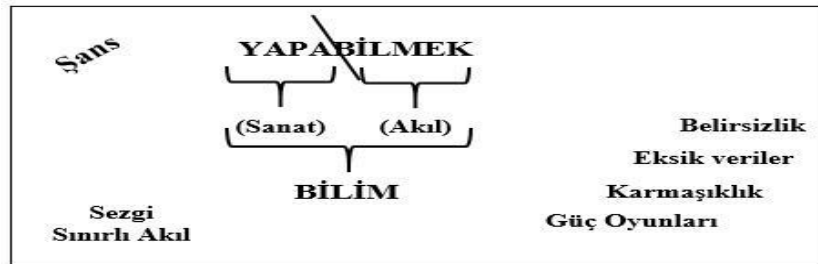 Şans
YAPABİLMEK
(Sanat) (Akıl)
BİLİM
Belirsizlik
Eksik veriler
Karmaşıklık
Güç Oyunları
Sezgi
Sınırlı Akıl